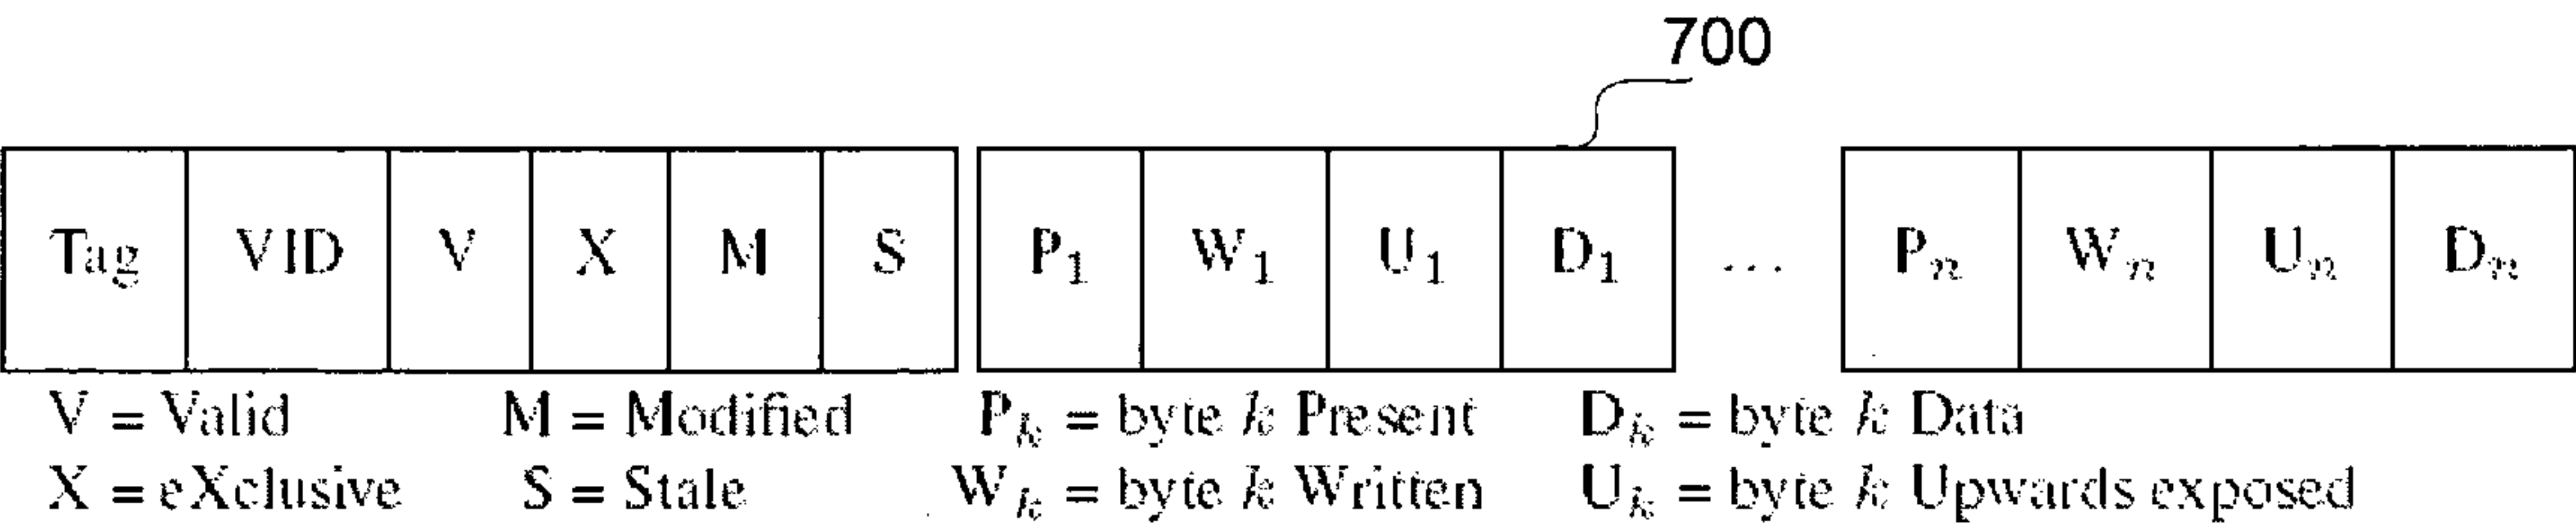 700
Tag VID V X M S P₁ W₁ U₁ D₁ ... Pₙ Wₙ Uₙ Dₙ
V = Valid M = Modified Pₖ = byte k Present Dₖ = byte k Data
X = eXclusive S = Stale Wₖ = byte k Written Uₖ = byte k Upwards exposed